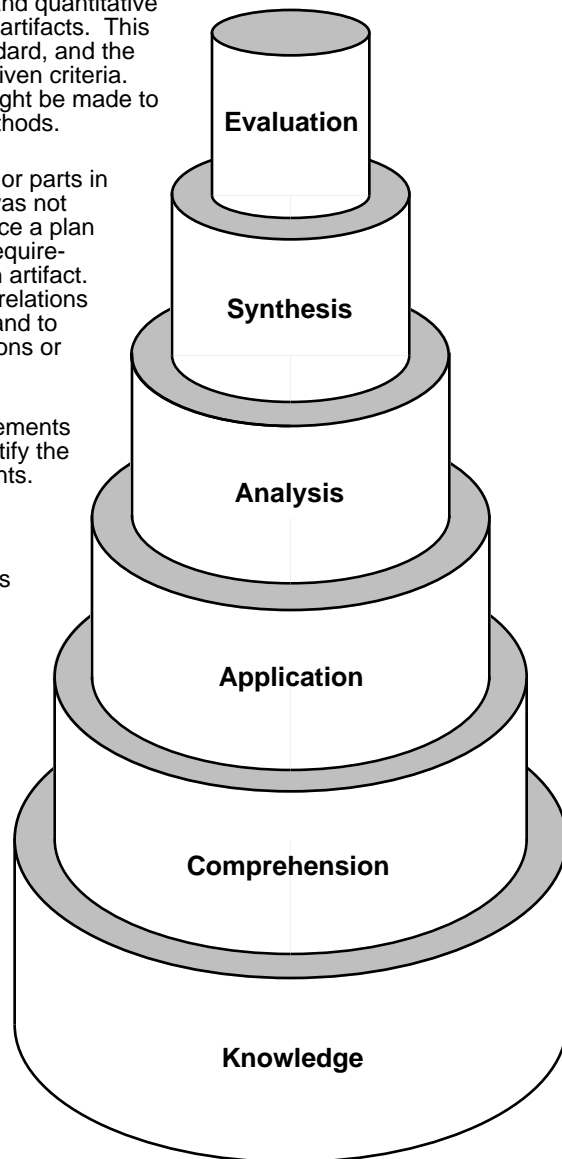 nd quantitative
artifacts. This
dard, and the
iven criteria.
ght be made to
thods.
Evaluation
or parts in
was not
ce a plan
equire-
n artifact.
relations
and to
ons or
Synthesis
ements
tify the
nts.
Analysis
s
Application
Comprehension
Knowledge